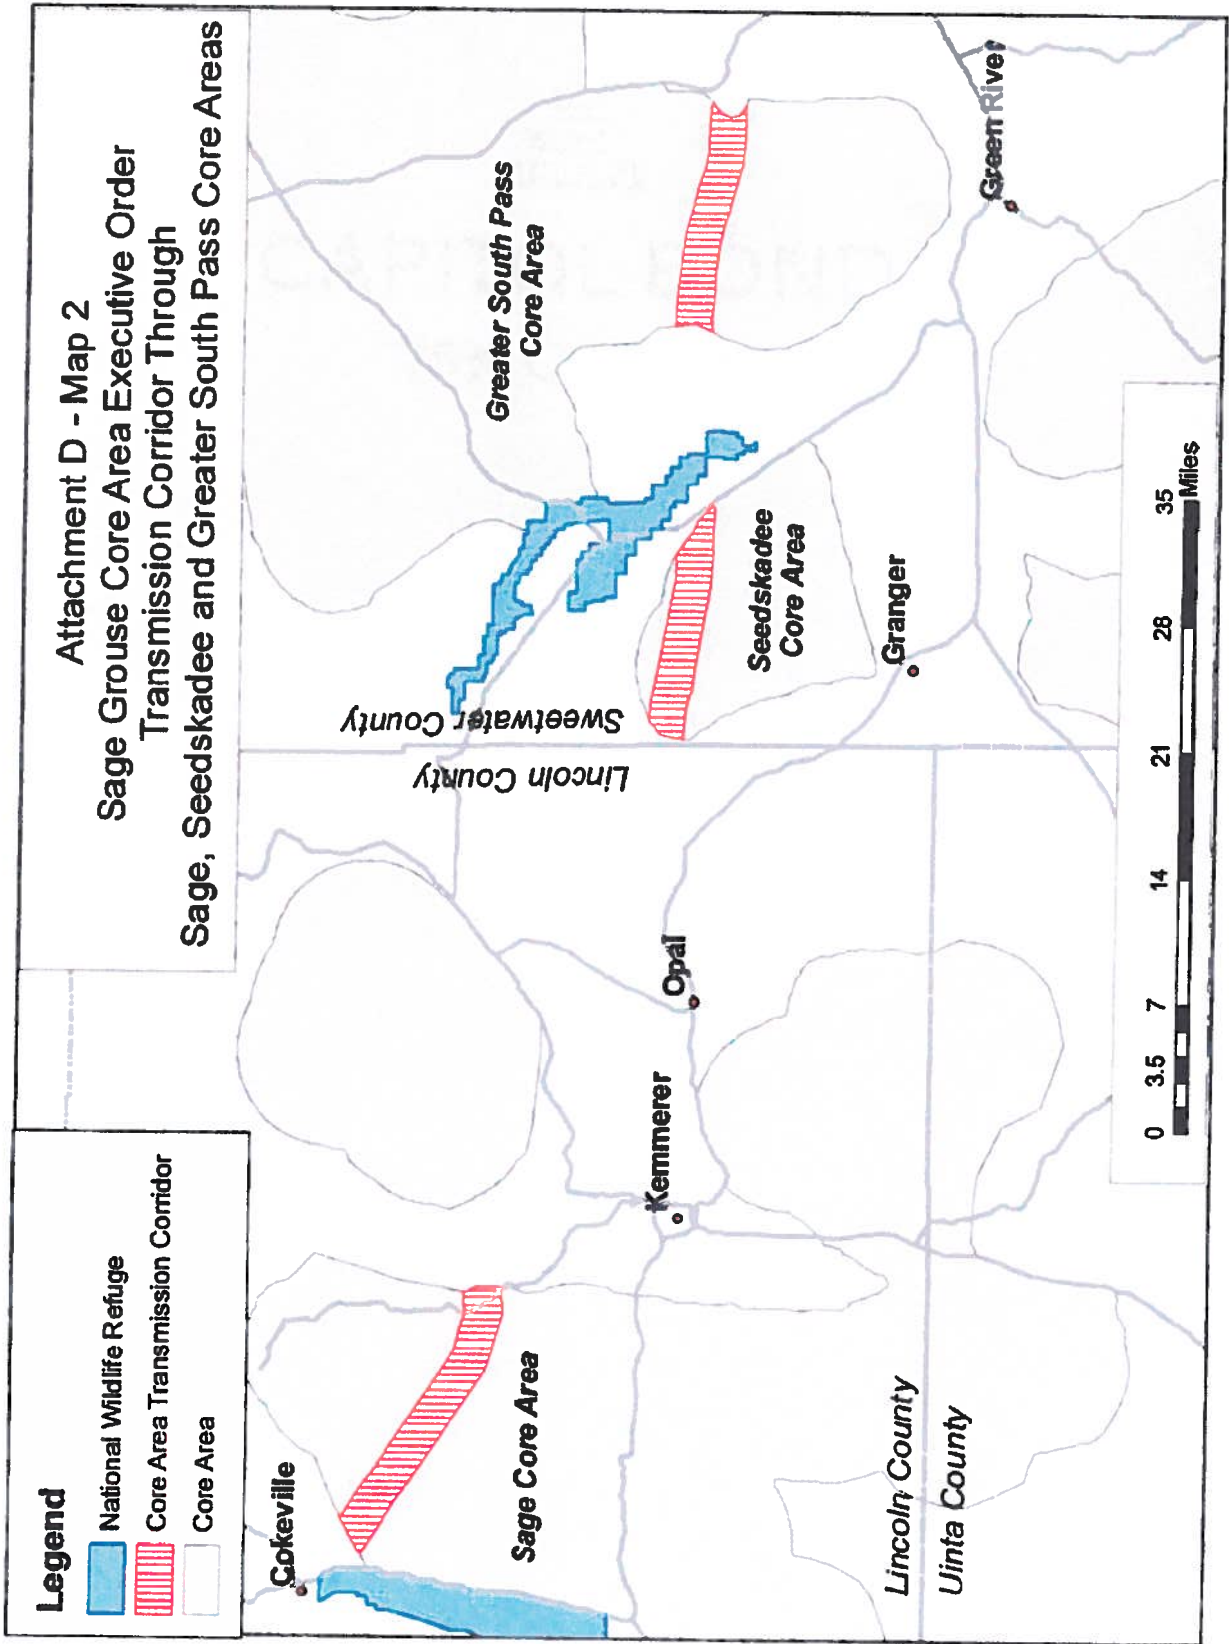 Attachment D - Map 2
Sage Grouse Core Area Executive Order
Transmission Corridor Through
Sage, Seedskadee and Greater South Pass Core Areas
Legend
National Wildlife Refuge
Core Area Transmission Corridor
Core Area
Cokeville
Sage Core Area
Kemmerer
Opal
Lincoln County
Sweetwater County
Greater South Pass
Core Area
Seedskadee
Core Area
Granger
Green River
Lincoln County
Uinta County
0 3.5 7 14 21 28 35
Miles